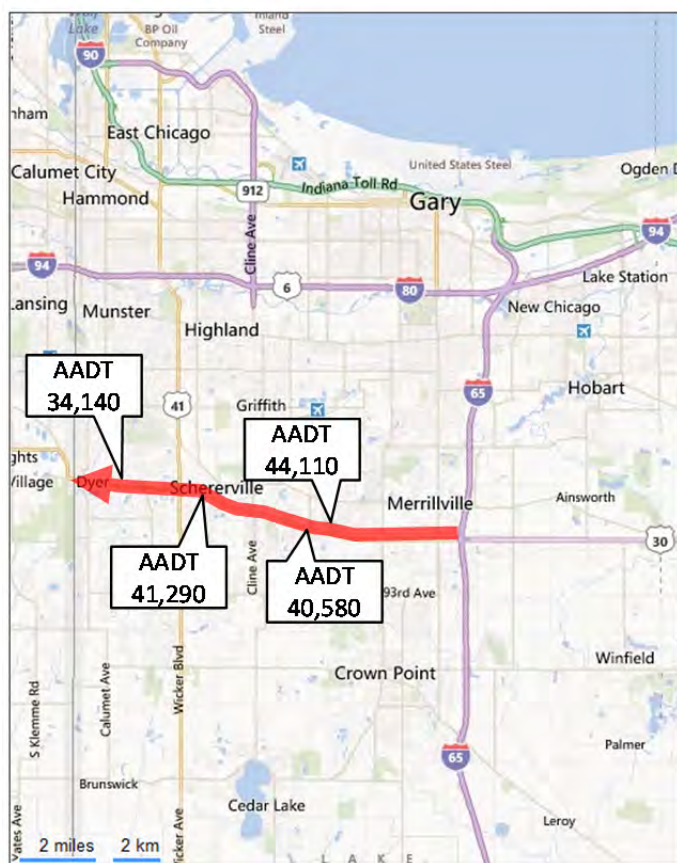 Lake
BP Oil
Company
Inland
Steel
90
East Chicago
nham
Calumet City
Hammond
912
Indiana Toll Rd
United States Steel
Gary
Ogden D
Cline Ave
94
94
6
80
Lake Station
Lansing
Munster
New Chicago
Highland
AADT
34,140
41
65
Hobart
Griffith
AADT
44,110
ghts
Village
Dyer
Schererville
Merrillville
Ainsworth
30
AADT
41,290
Cline Ave
AADT
40,580
93rd Ave
S Klemme Rd
Calumet Ave
Wicker Blvd
Crown Point
Winfield
65
Palmer
Brunswick
Cedar Lake
Leroy
Yates Ave
2 miles
2 km
Wicker Ave
L A K E